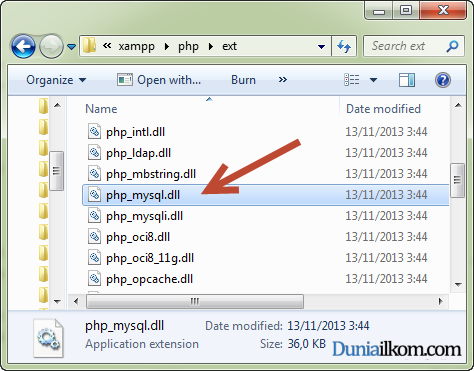 « xampp ▸ php ▸ ext
Search ext
Organize Open with... Burn »
Name Date modified
php_intl.dll 13/11/2013 3:44
php_ldap.dll 13/11/2013 3:44
php_mbstring.dll 13/11/2013 3:44
php_mysql.dll 13/11/2013 3:44
php_mysqli.dll 13/11/2013 3:44
php_oci8.dll 13/11/2013 3:44
php_oci8_11g.dll 13/11/2013 3:44
php_opcache.dll 13/11/2013 3:44
php_mysql.dll Date modified: 13/11/2013 3:44
Application extension Size: 36,0 KB
Duniailkom.com